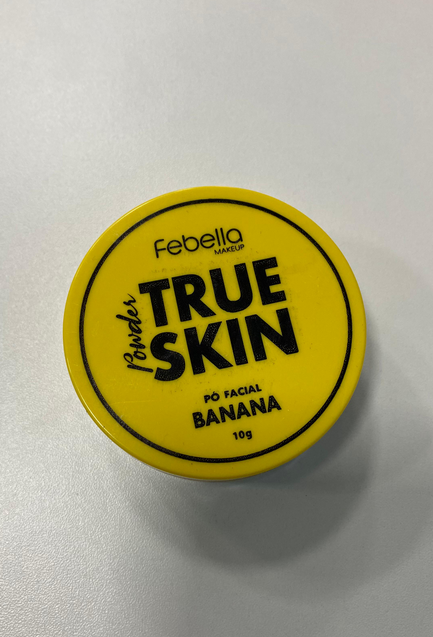 Febella
MAKEUP
Powder
TRUE
SKIN
PÓ FACIAL
BANANA
10g